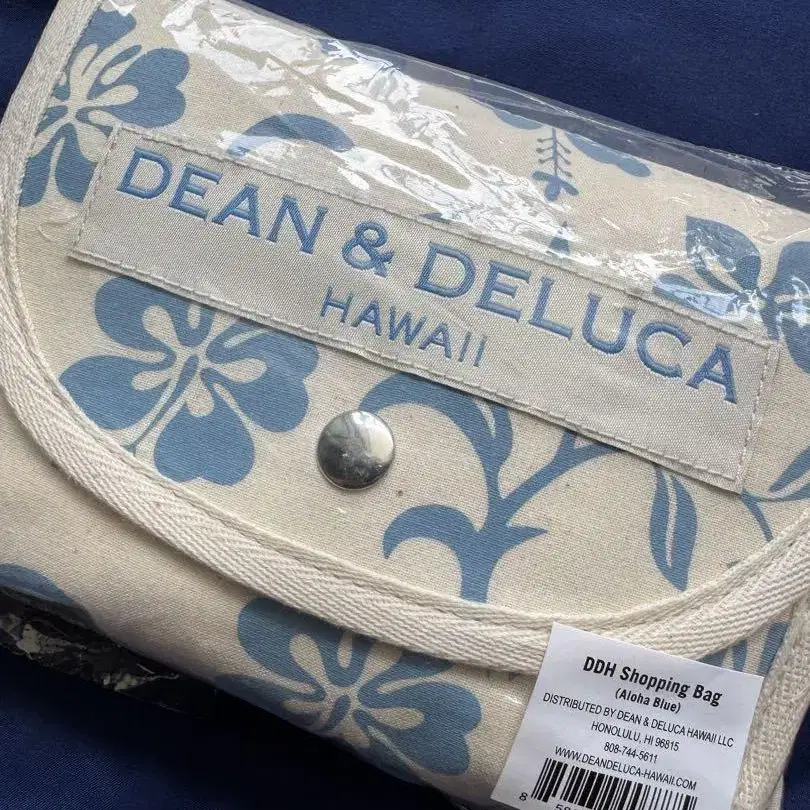 DEAN & DELUCA
HAWAII
DDH Shopping Bag
(Aloha Blue)
DISTRIBUTED BY DEAN & DELUCA HAWAII LLC
HONOLULU, HI 96815
808-744-5611
WWW.DEANDELUCA-HAWAII.COM
8